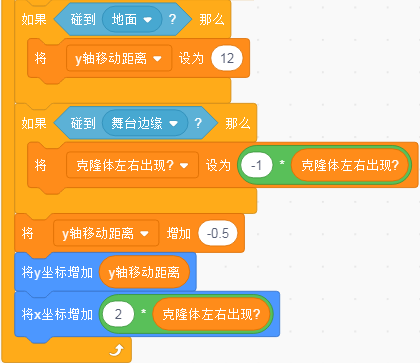 如果 碰到 地面 ? 那么
将 y轴移动距离 设为 12
如果 碰到 舞台边缘 ? 那么
将 克隆体左右出现? 设为 -1 * 克隆体左右出现?
将 y轴移动距离 增加 -0.5
将y坐标增加 y轴移动距离
将x坐标增加 2 * 克隆体左右出现?